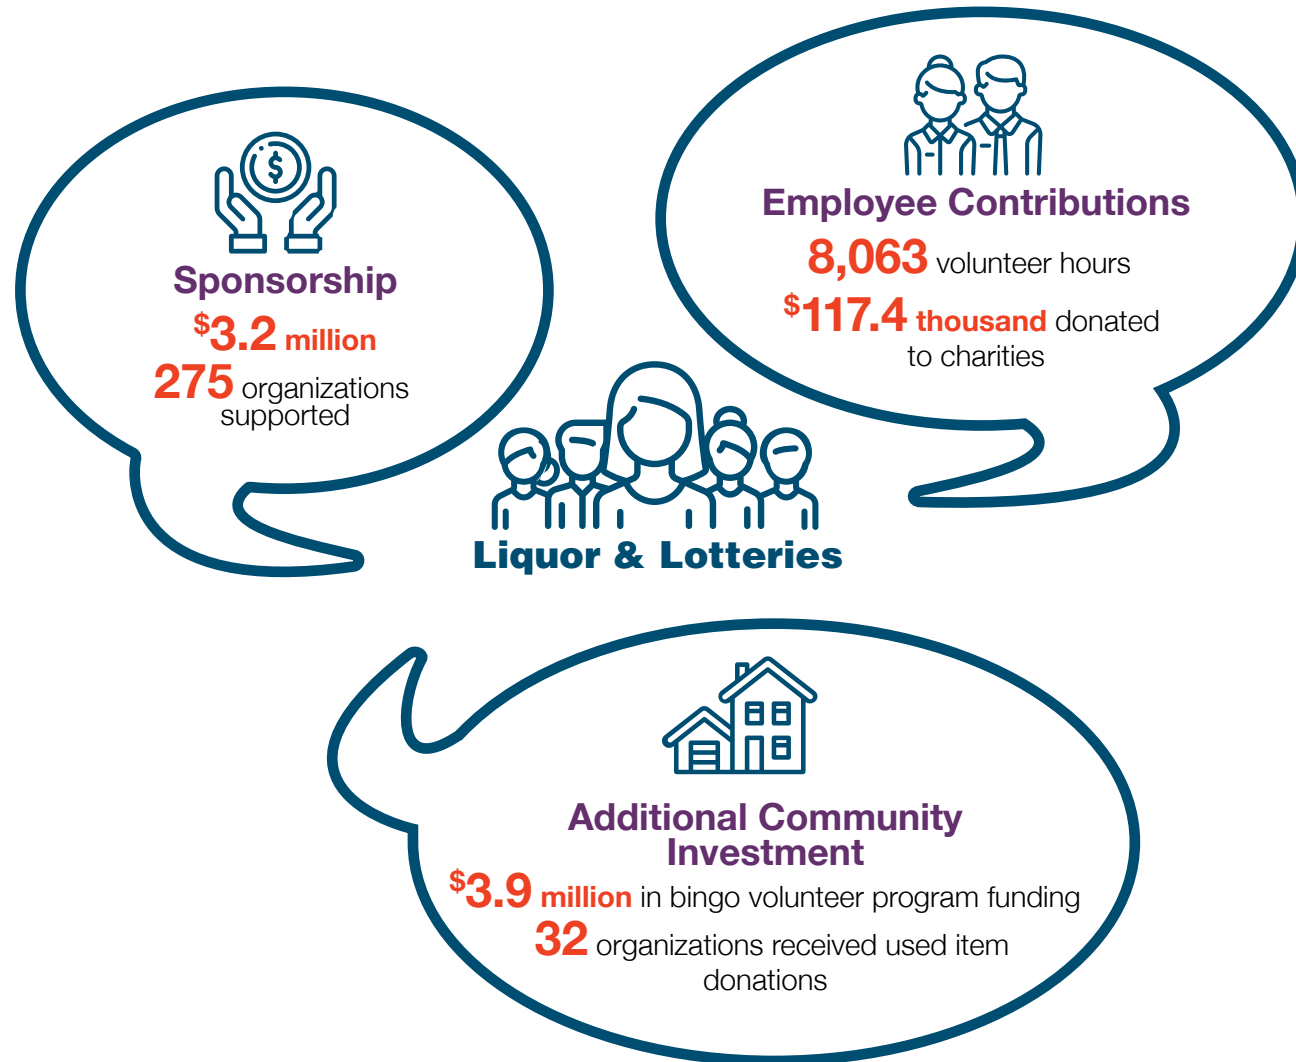 Sponsorship
$3.2 million
275 organizations
supported
Employee Contributions
8,063 volunteer hours
$117.4 thousand donated
to charities
Liquor & Lotteries
Additional Community
Investment
$3.9 million in bingo volunteer program funding
32 organizations received used item
donations